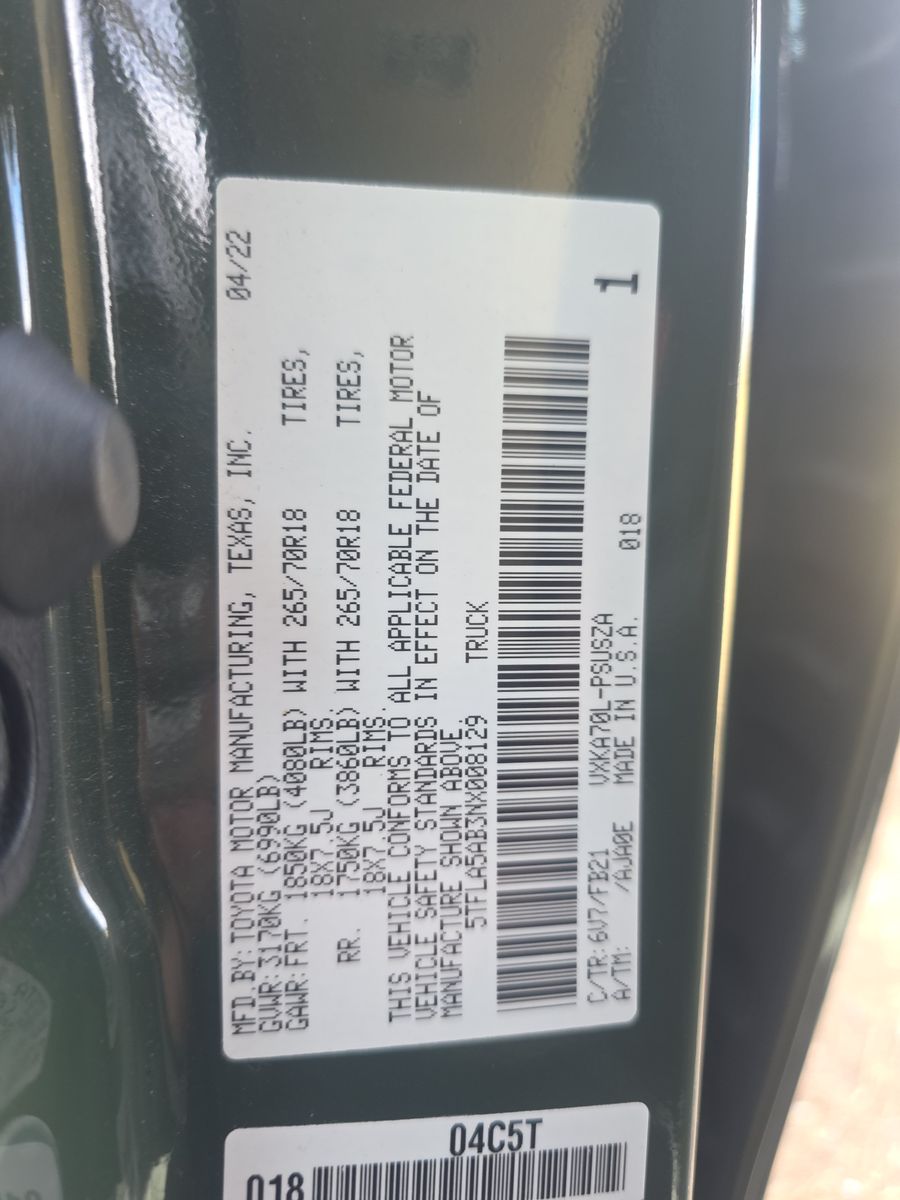 MFD.BY: TOYOTA MOTOR MANUFACTURING, TEXAS, INC. 04/22
GVWR: 3170KG (6990LB)
GAWR: FRT. 1850KG (4080LB) WITH 265/70R18 TIRES,
18X7.5J RIMS.
RR. 1750KG (3860LB) WITH 265/70R18 TIRES,
18X7.5J RIMS.
THIS VEHICLE CONFORMS TO ALL APPLICABLE FEDERAL MOTOR
VEHICLE SAFETY STANDARDS IN EFFECT ON THE DATE OF
MANUFACTURE SHOWN ABOVE.
5TFLA5AB3NX008129 TRUCK
C/TR: 6V7/FB21 VXKA70L-PSUSZA
A/TM: /AJA0E MADE IN U.S.A. 018
1
04C5T
018